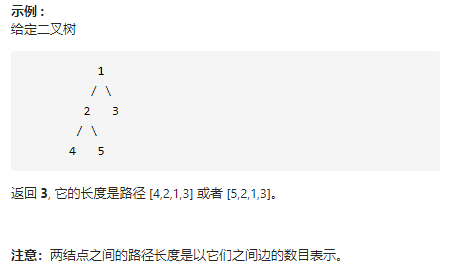 示例 :
给定二叉树
1
/ \
2 3
/ \
4 5
返回 3, 它的长度是路径 [4,2,1,3] 或者 [5,2,1,3]。
注意：两结点之间的路径长度是以它们之间边的数目表示。